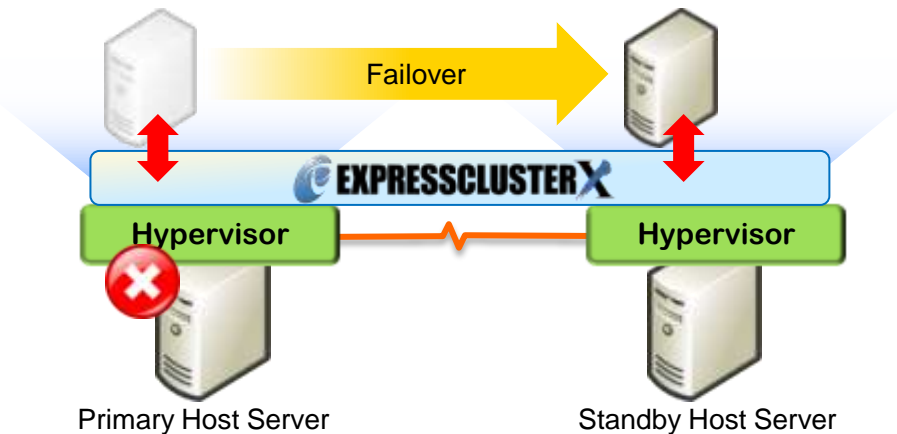 Failover
EXPRESSCLUSTER X
Hypervisor
Hypervisor
Primary Host Server
Standby Host Server